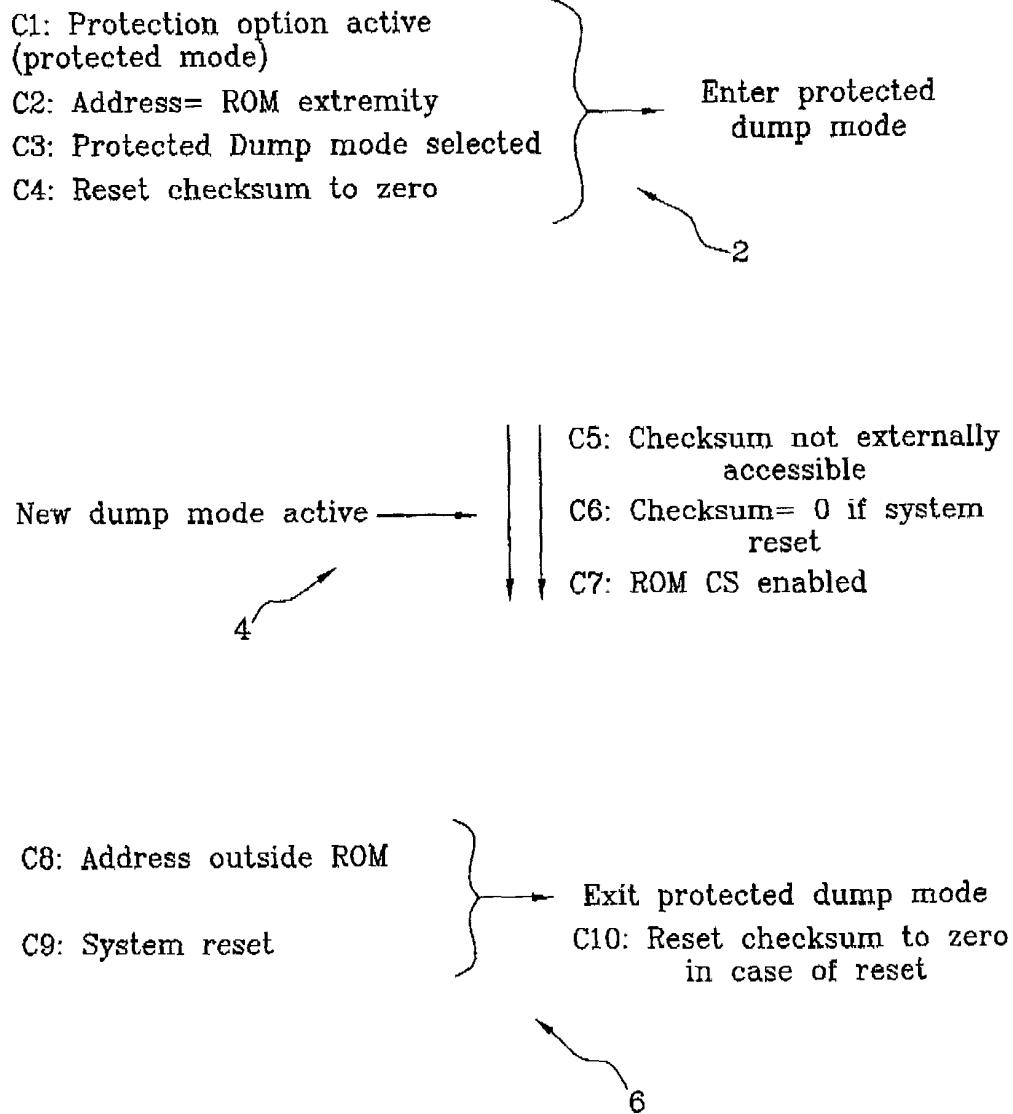 C1: Protection option active
(protected mode)
C2: Address= ROM extremity
C3: Protected Dump mode selected
C4: Reset checksum to zero
Enter protected
dump mode
2
New dump mode active
C5: Checksum not externally
accessible
C6: Checksum= 0 if system
reset
C7: ROM CS enabled
4
C8: Address outside ROM
C9: System reset
Exit protected dump mode
C10: Reset checksum to zero
in case of reset
6